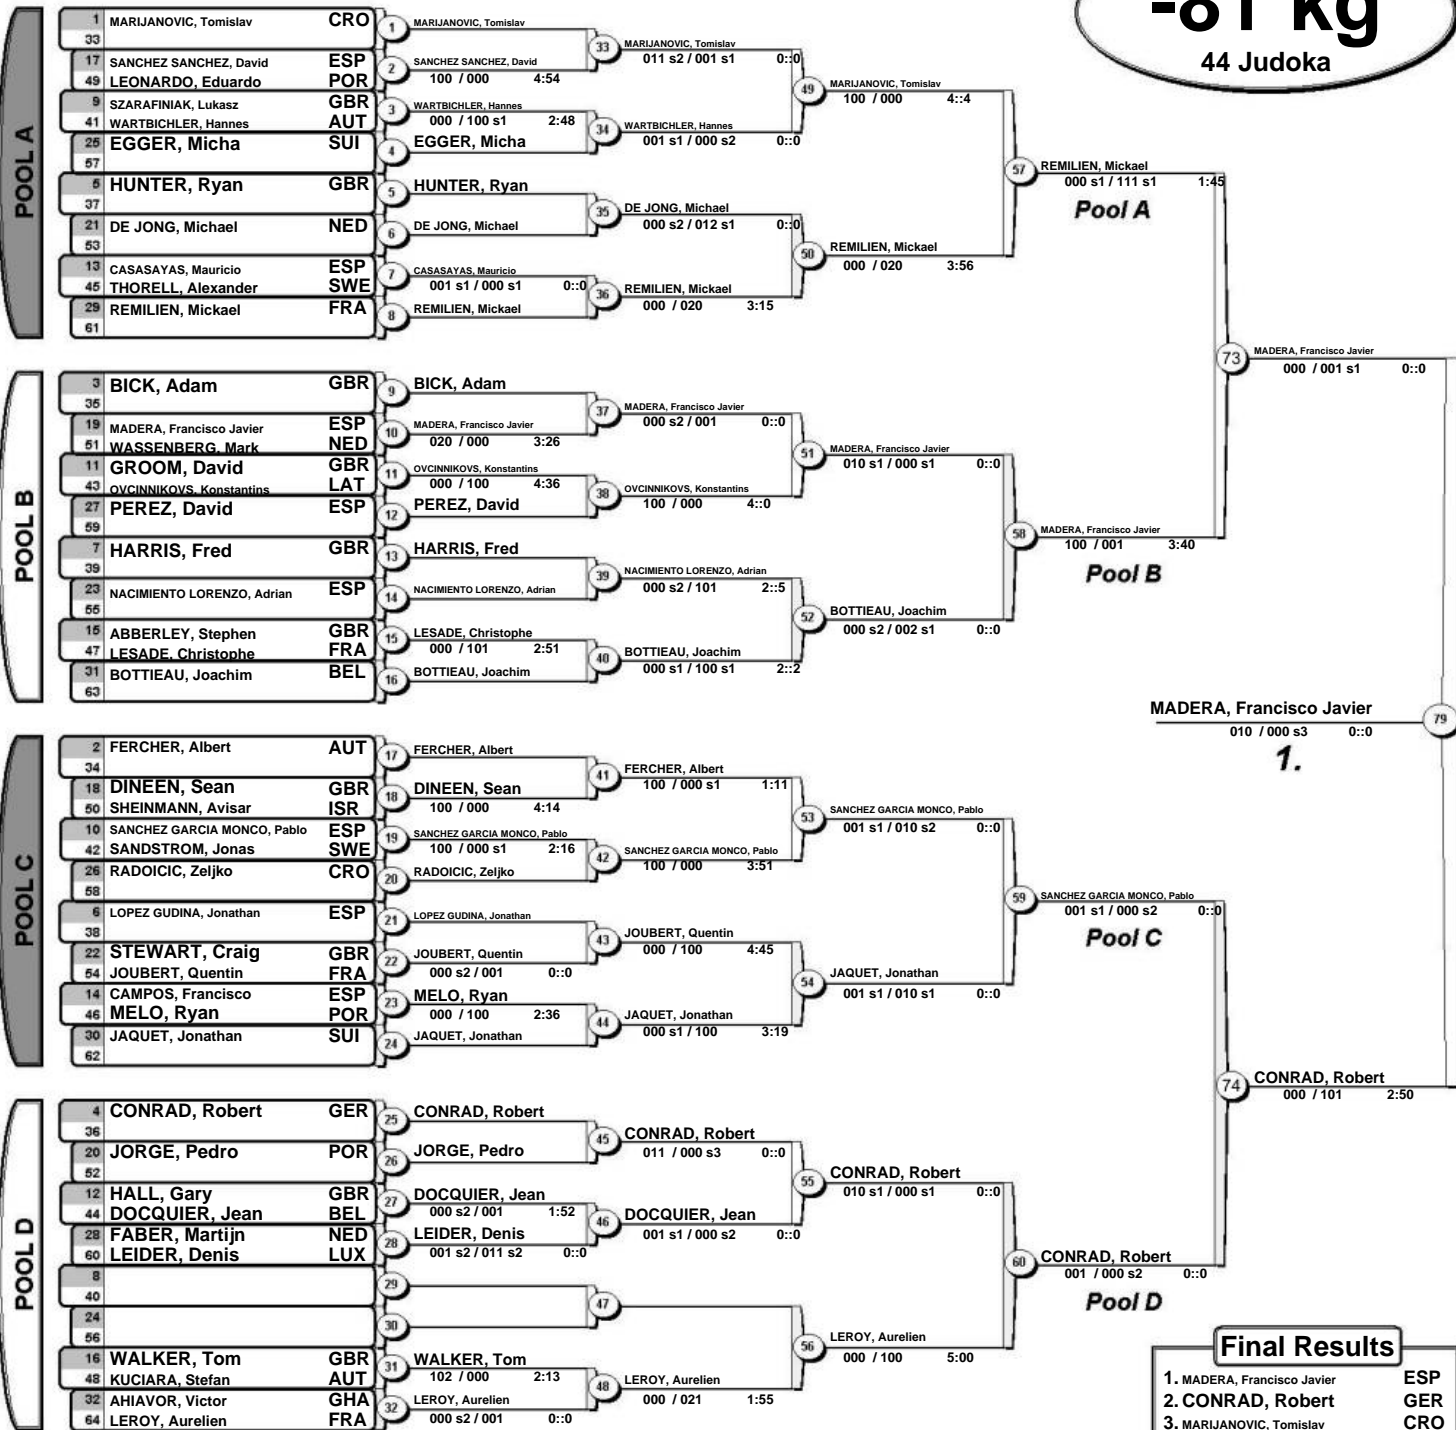 -81 kg
44 Judoka
POOL A
1 MARIJANOVIC, Tomislav CRO
33
17 SANCHEZ SANCHEZ, David ESP
49 LEONARDO, Eduardo POR
9 SZARAFINIAK, Lukasz GBR
41 WARTBICHLER, Hannes AUT
25 EGGER, Micha SUI
57
5 HUNTER, Ryan GBR
37
21 DE JONG, Michael NED
53
13 CASASAYAS, Mauricio ESP
45 THORELL, Alexander SWE
29 REMILIEN, Mickael FRA
61
1 MARIJANOVIC, Tomislav
2 SANCHEZ SANCHEZ, David
100 / 000 4:54
3 WARTBICHLER, Hannes
000 / 100 s1 2:48
4 EGGER, Micha
5 HUNTER, Ryan
6 DE JONG, Michael
7 CASASAYAS, Mauricio
001 s1 / 000 s1 0::0
8 REMILIEN, Mickael
33 MARIJANOVIC, Tomislav
011 s2 / 001 s1 0::0
34 WARTBICHLER, Hannes
001 s1 / 000 s2 0::0
35 DE JONG, Michael
000 s2 / 012 s1 0::0
36 REMILIEN, Mickael
000 / 020 3:15
49 MARIJANOVIC, Tomislav
100 / 000 4::4
50 REMILIEN, Mickael
000 / 020 3:56
57 REMILIEN, Mickael
000 s1 / 111 s1 1:45
Pool A
POOL B
3 BICK, Adam GBR
35
19 MADERA, Francisco Javier ESP
51 WASSENBERG, Mark NED
11 GROOM, David GBR
43 OVCINNIKOVS, Konstantins LAT
27 PEREZ, David ESP
59
7 HARRIS, Fred GBR
39
23 NACIMIENTO LORENZO, Adrian ESP
55
15 ABBERLEY, Stephen GBR
47 LESADE, Christophe FRA
31 BOTTIEAU, Joachim BEL
63
9 BICK, Adam
10 MADERA, Francisco Javier
020 / 000 3:26
11 OVCINNIKOVS, Konstantins
000 / 100 4:36
12 PEREZ, David
13 HARRIS, Fred
14 NACIMIENTO LORENZO, Adrian
15 LESADE, Christophe
000 / 101 2:51
16 BOTTIEAU, Joachim
37 MADERA, Francisco Javier
000 s2 / 001 0::0
38 OVCINNIKOVS, Konstantins
100 / 000 4::0
39 NACIMIENTO LORENZO, Adrian
000 s2 / 101 2::5
40 BOTTIEAU, Joachim
000 s1 / 100 s1 2::2
51 MADERA, Francisco Javier
010 s1 / 000 s1 0::0
52 BOTTIEAU, Joachim
000 s2 / 002 s1 0::0
58 MADERA, Francisco Javier
100 / 001 3:40
Pool B
73 MADERA, Francisco Javier
000 / 001 s1 0::0
MADERA, Francisco Javier 79
010 / 000 s3 0::0
1.
POOL C
2 FERCHER, Albert AUT
34
18 DINEEN, Sean GBR
50 SHEINMANN, Avisar ISR
10 SANCHEZ GARCIA MONCO, Pablo ESP
42 SANDSTROM, Jonas SWE
26 RADOICIC, Zeljko CRO
58
6 LOPEZ GUDINA, Jonathan ESP
38
22 STEWART, Craig GBR
54 JOUBERT, Quentin FRA
14 CAMPOS, Francisco ESP
46 MELO, Ryan POR
30 JAQUET, Jonathan SUI
62
17 FERCHER, Albert
18 DINEEN, Sean
100 / 000 4:14
19 SANCHEZ GARCIA MONCO, Pablo
100 / 000 s1 2:16
20 RADOICIC, Zeljko
21 LOPEZ GUDINA, Jonathan
22 JOUBERT, Quentin
000 s2 / 001 0::0
23 MELO, Ryan
000 / 100 2:36
24 JAQUET, Jonathan
41 FERCHER, Albert
100 / 000 s1 1:11
42 SANCHEZ GARCIA MONCO, Pablo
100 / 000 3:51
43 JOUBERT, Quentin
000 / 100 4:45
44 JAQUET, Jonathan
000 s1 / 100 3:19
53 SANCHEZ GARCIA MONCO, Pablo
001 s1 / 010 s2 0::0
54 JAQUET, Jonathan
001 s1 / 010 s1 0::0
59 SANCHEZ GARCIA MONCO, Pablo
001 s1 / 000 s2 0::0
Pool C
POOL D
4 CONRAD, Robert GER
36
20 JORGE, Pedro POR
52
12 HALL, Gary GBR
44 DOCQUIER, Jean BEL
28 FABER, Martijn NED
60 LEIDER, Denis LUX
8
40
24
56
16 WALKER, Tom GBR
48 KUCIARA, Stefan AUT
32 AHIAVOR, Victor GHA
64 LEROY, Aurelien FRA
25 CONRAD, Robert
26 JORGE, Pedro
27 DOCQUIER, Jean
000 s2 / 001 1:52
28 LEIDER, Denis
001 s2 / 011 s2 0::0
29
30
31 WALKER, Tom
102 / 000 2:13
32 LEROY, Aurelien
000 s2 / 001 0::0
45 CONRAD, Robert
011 / 000 s3 0::0
46 DOCQUIER, Jean
001 s1 / 000 s2 0::0
47
48 LEROY, Aurelien
000 / 021 1:55
55 CONRAD, Robert
010 s1 / 000 s1 0::0
56 LEROY, Aurelien
000 / 100 5:00
60 CONRAD, Robert
001 / 000 s2 0::0
Pool D
74 CONRAD, Robert
000 / 101 2:50
Final Results
1. MADERA, Francisco Javier ESP
2. CONRAD, Robert GER
3. MARIJANOVIC, Tomislav CRO